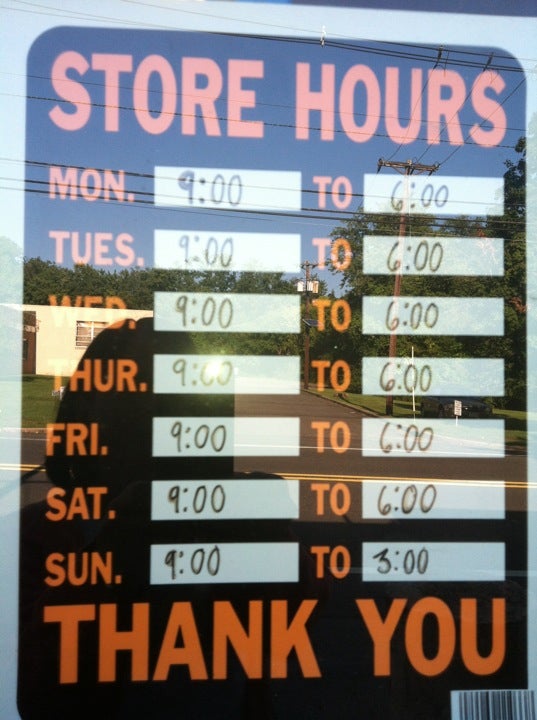 STORE HOURS
MON. 9:00 TO 6:00
TUES. 9:00 TO 6:00
WED. 9:00 TO 6:00
THUR. 9:00 TO 6:00
FRI. 9:00 TO 6:00
SAT. 9:00 TO 6:00
SUN. 9:00 TO 3:00
THANK YOU